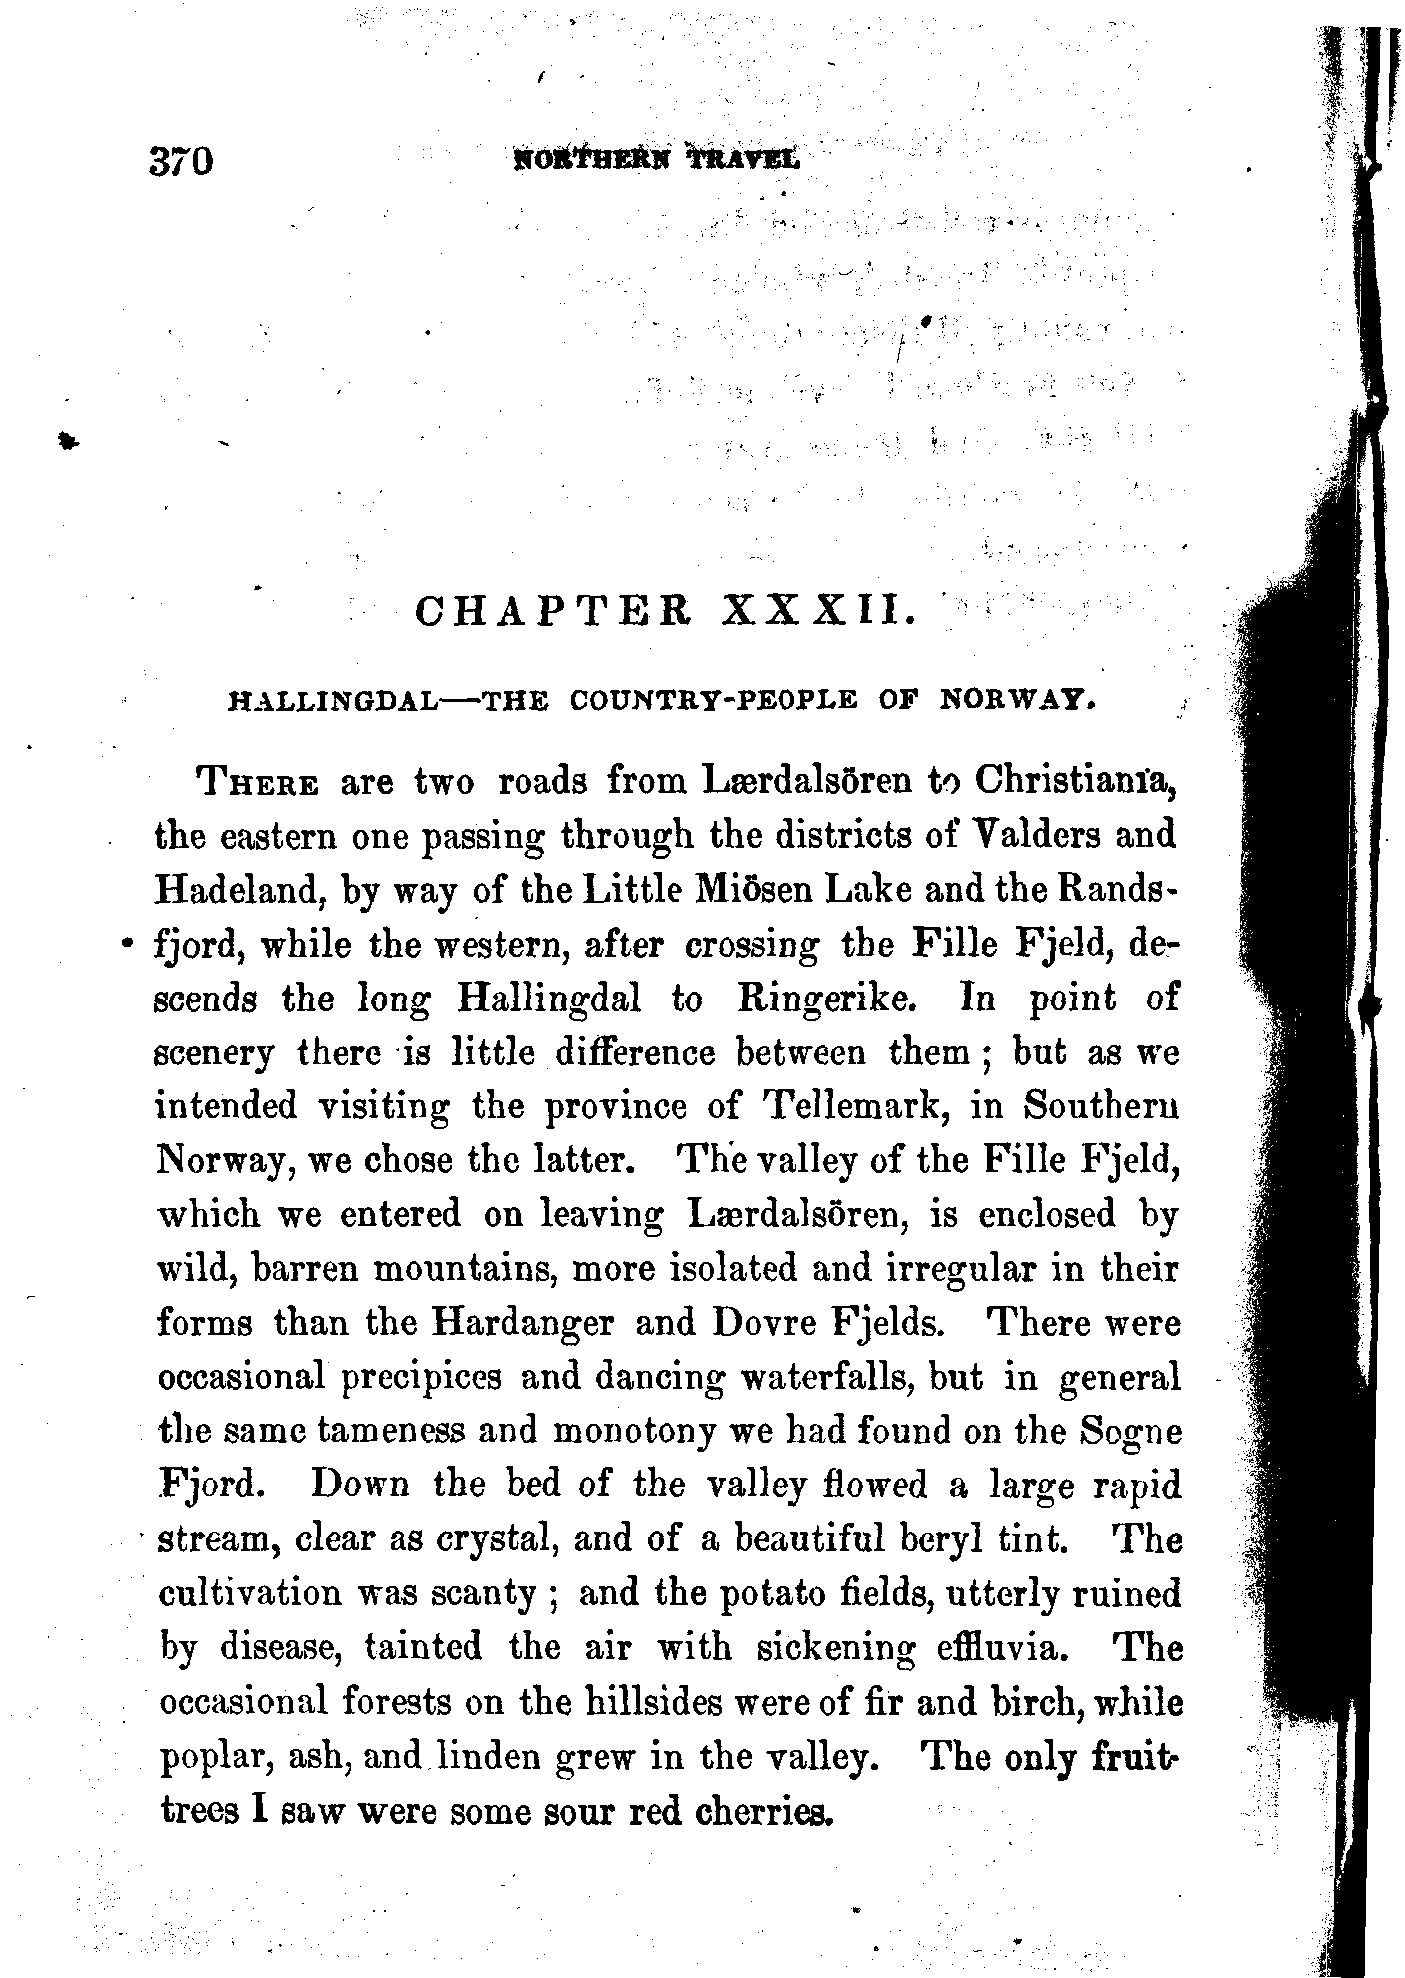 370 NORTHERN TRAVEL
CHAPTER XXXII.
HALLINGDAL—THE COUNTRY-PEOPLE OF NORWAY.
THERE are two roads from Lærdalsören to Christiania,
the eastern one passing through the districts of Valders and
Hadeland, by way of the Little Miösen Lake and the Rands-
fjord, while the western, after crossing the Fille Fjeld, de-
scends the long Hallingdal to Ringerike. In point of
scenery there is little difference between them ; but as we
intended visiting the province of Tellemark, in Southern
Norway, we chose the latter. The valley of the Fille Fjeld,
which we entered on leaving Lærdalsören, is enclosed by
wild, barren mountains, more isolated and irregular in their
forms than the Hardanger and Dovre Fjelds. There were
occasional precipices and dancing waterfalls, but in general
the same tameness and monotony we had found on the Sogne
Fjord. Down the bed of the valley flowed a large rapid
stream, clear as crystal, and of a beautiful beryl tint. The
cultivation was scanty ; and the potato fields, utterly ruined
by disease, tainted the air with sickening effluvia. The
occasional forests on the hillsides were of fir and birch, while
poplar, ash, and linden grew in the valley. The only fruit-
trees I saw were some sour red cherries.